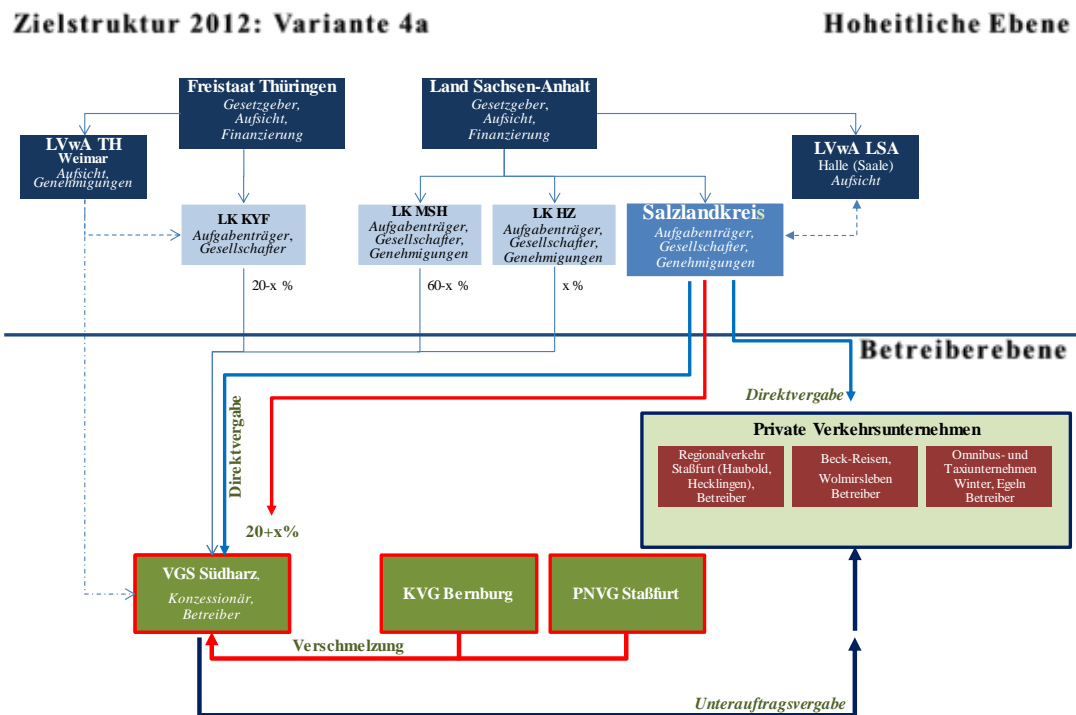 Zielstruktur 2012: Variante 4a
Hoheitliche Ebene
Freistaat Thüringen
Gesetzgeber,
Aufsicht,
Finanzierung
Land Sachsen-Anhalt
Gesetzgeber,
Aufsicht,
Finanzierung
LVwA TH
Weimar
Aufsicht,
Genehmigungen
LVwA LSA
Halle (Saale)
Aufsicht
LK KYF
Aufgabenträger,
Gesellschafter
LK MSH
Aufgabenträger,
Gesellschafter,
Genehmigungen
LK HZ
Aufgabenträger,
Gesellschafter,
Genehmigungen
Salzlandkreis
Aufgabenträger,
Gesellschafter,
Genehmigungen
20-x %
60-x %
x %
Betreiberebene
Direktvergabe
Direktvergabe
Private Verkehrsunternehmen
Regionalverkehr
Staßfurt (Haubold,
Hecklingen),
Betreiber
Beck-Reisen,
Wolmirsleben
Betreiber
Omnibus- und
Taxiunternehmen
Winter, Egeln
Betreiber
20+x%
VGS Südharz,
Konzessionär,
Betreiber
KVG Bernburg
PNVG Staßfurt
Verschmelzung
Unterauftragsvergabe